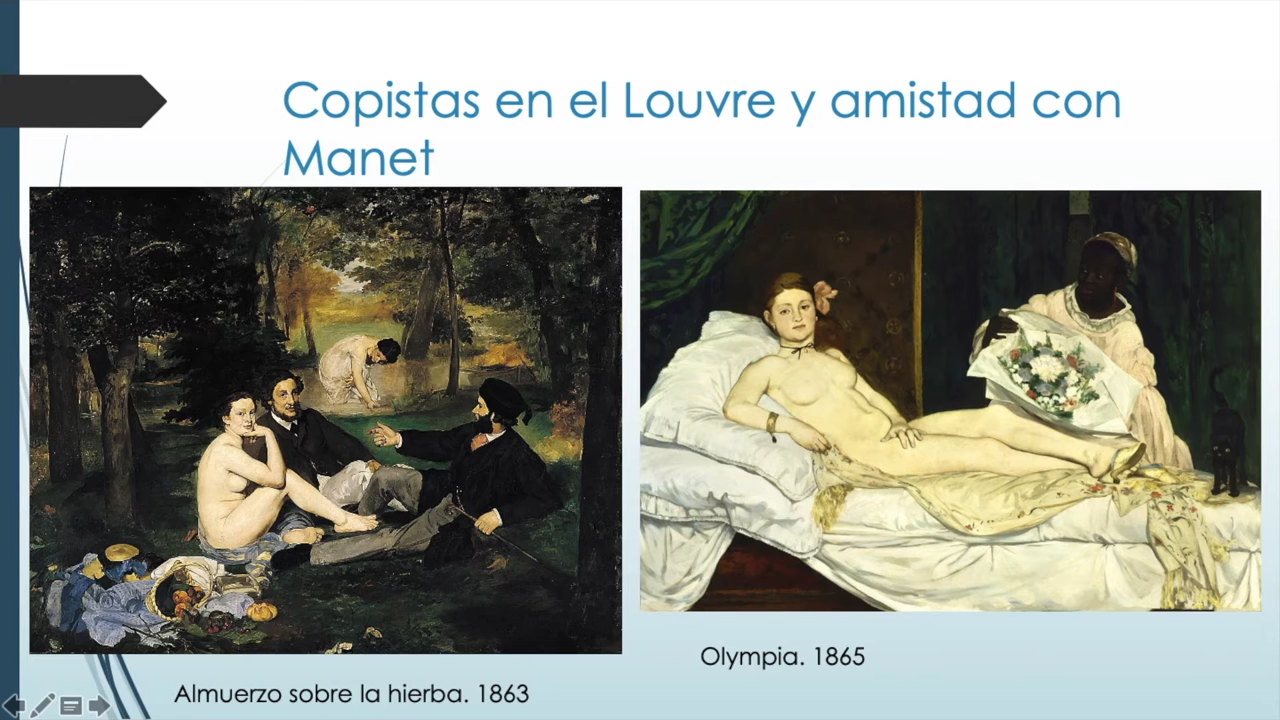 Copistas en el Louvre y amistad con
Manet
Olympia. 1865
Almuerzo sobre la hierba. 1863